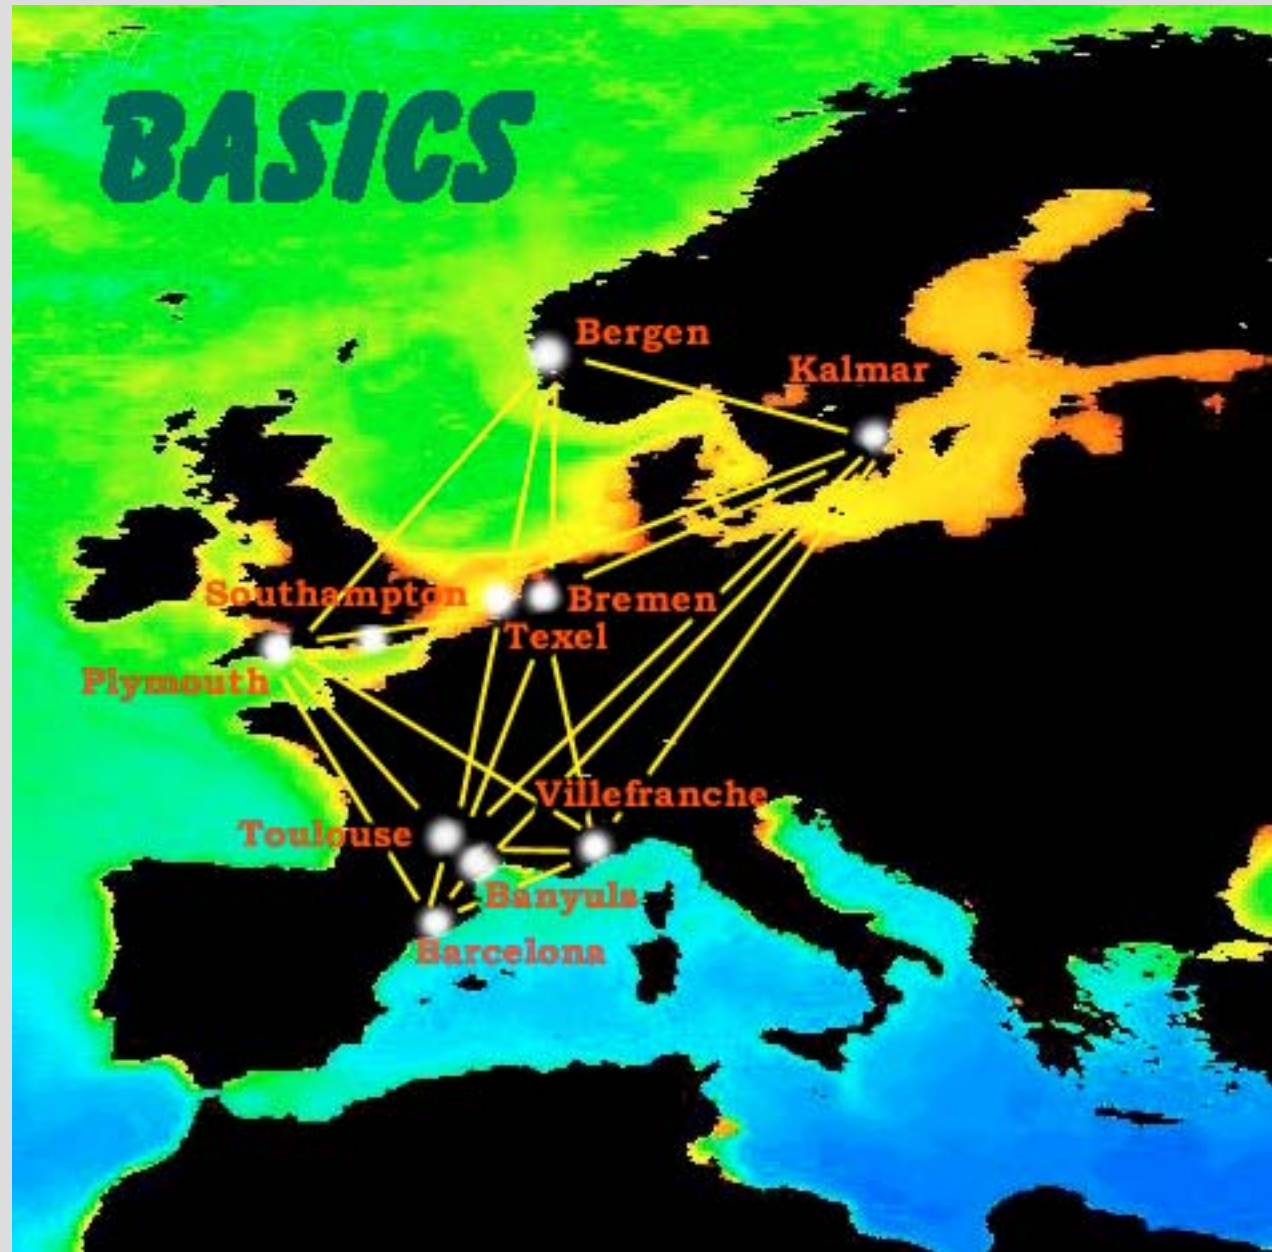 BASICS
Bergen
Kalmar
Southampton
Bremen
Texel
Plymouth
Villefranche
Toulouse
Banyuls
Barcelona